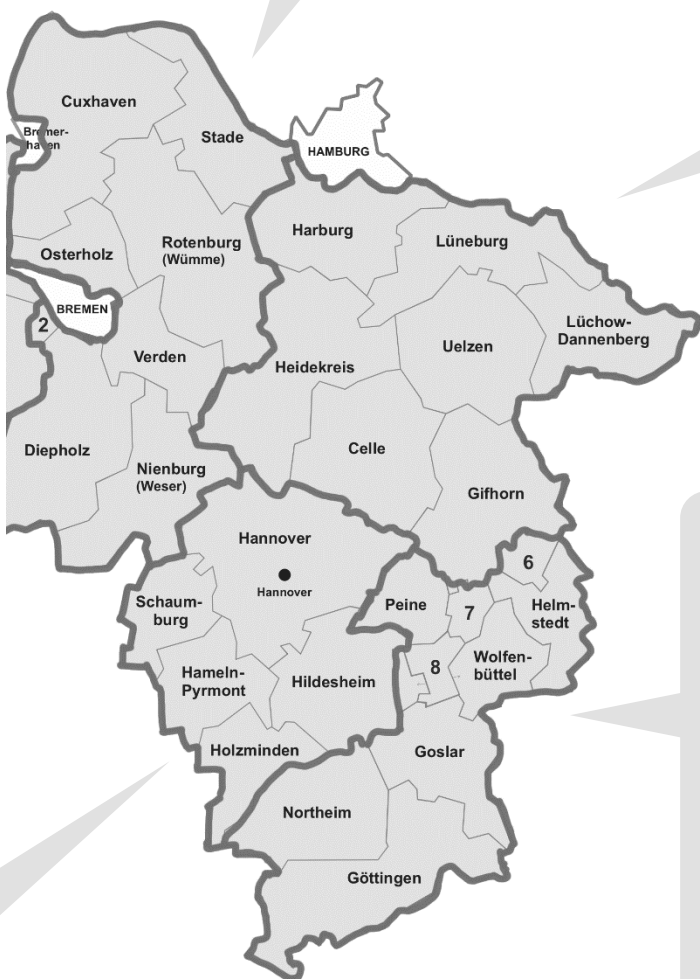 Cuxhaven
Bremer-
haven
Stade
HAMBURG
Harburg
Rotenburg
(Wümme)
Lüneburg
Osterholz
BREMEN
2
Lüchow-
Dannenberg
Uelzen
Verden
Heidekreis
Celle
Diepholz
Nienburg
(Weser)
Gifhorn
Hannover
Hannover
6
Schaum-
burg
Peine
7
Helm-
stedt
Hameln-
Pyrmont
Hildesheim
8
Wolfen-
büttel
Holzminden
Goslar
Northeim
Göttingen